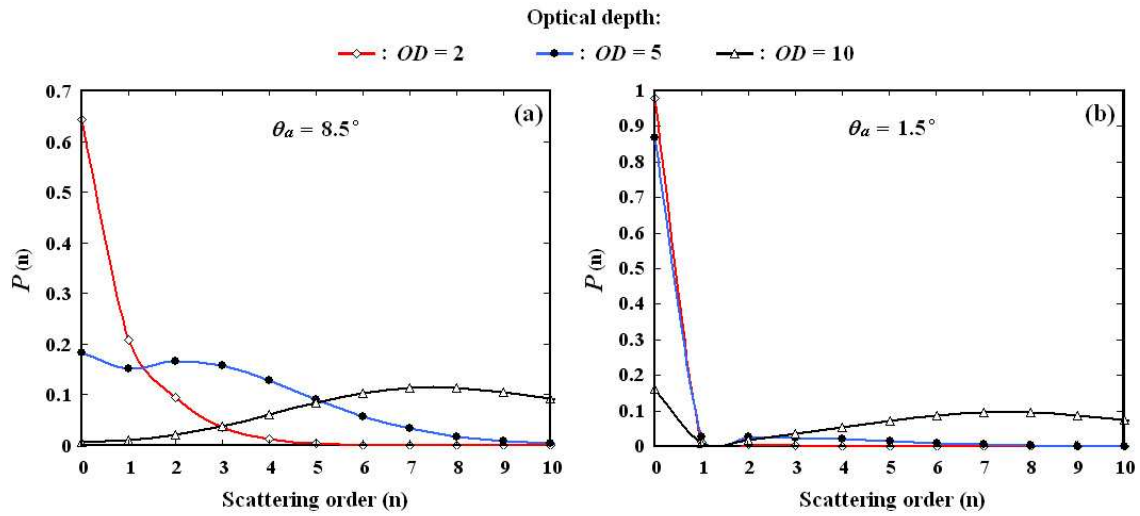 Optical depth:
: OD = 2 : OD = 5 : OD = 10
(a)
θa = 8.5°
P (n)
0.7
0.6
0.5
0.4
0.3
0.2
0.1
0
0 1 2 3 4 5 6 7 8 9 10
Scattering order (n)
(b)
θa = 1.5°
P (n)
1
0.9
0.8
0.7
0.6
0.5
0.4
0.3
0.2
0.1
0
0 1 2 3 4 5 6 7 8 9 10
Scattering order (n)